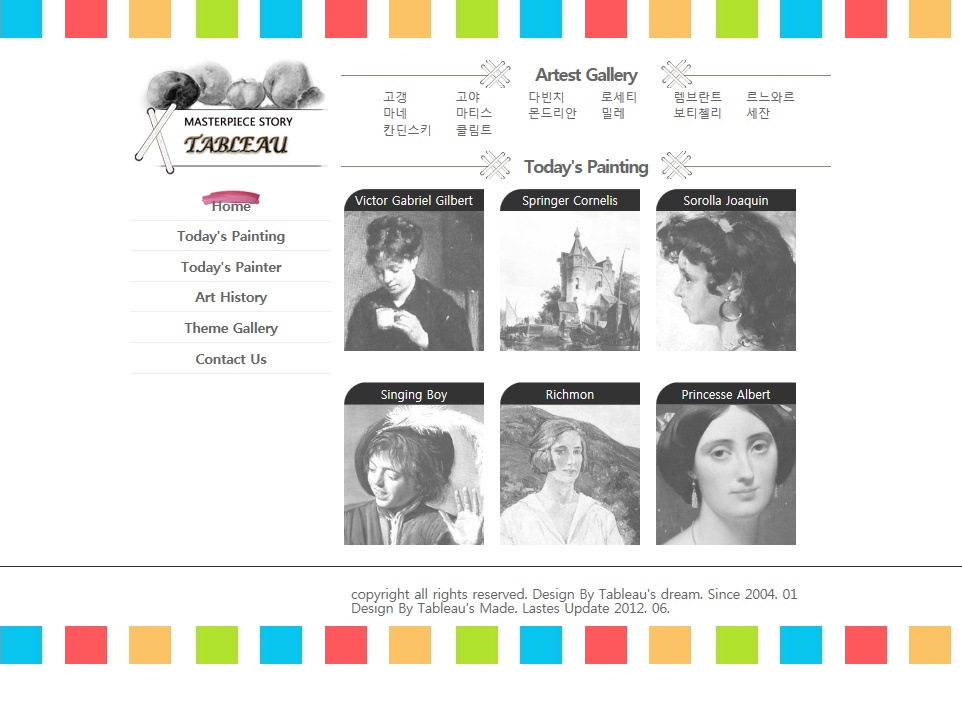 MASTERPIECE STORY
TABLEAU
Home
Today's Painting
Today's Painter
Art History
Theme Gallery
Contact Us
Artest Gallery
고갱 고야 다빈치 로세티 렘브란트 르느와르
마네 마티스 몬드리안 밀레 보티첼리 세잔
칸딘스키 클림트
Today's Painting
Victor Gabriel Gilbert Springer Cornelis Sorolla Joaquin
Singing Boy Richmon Princesse Albert
copyright all rights reserved. Design By Tableau's dream. Since 2004. 01
Design By Tableau's Made. Lastes Update 2012. 06.